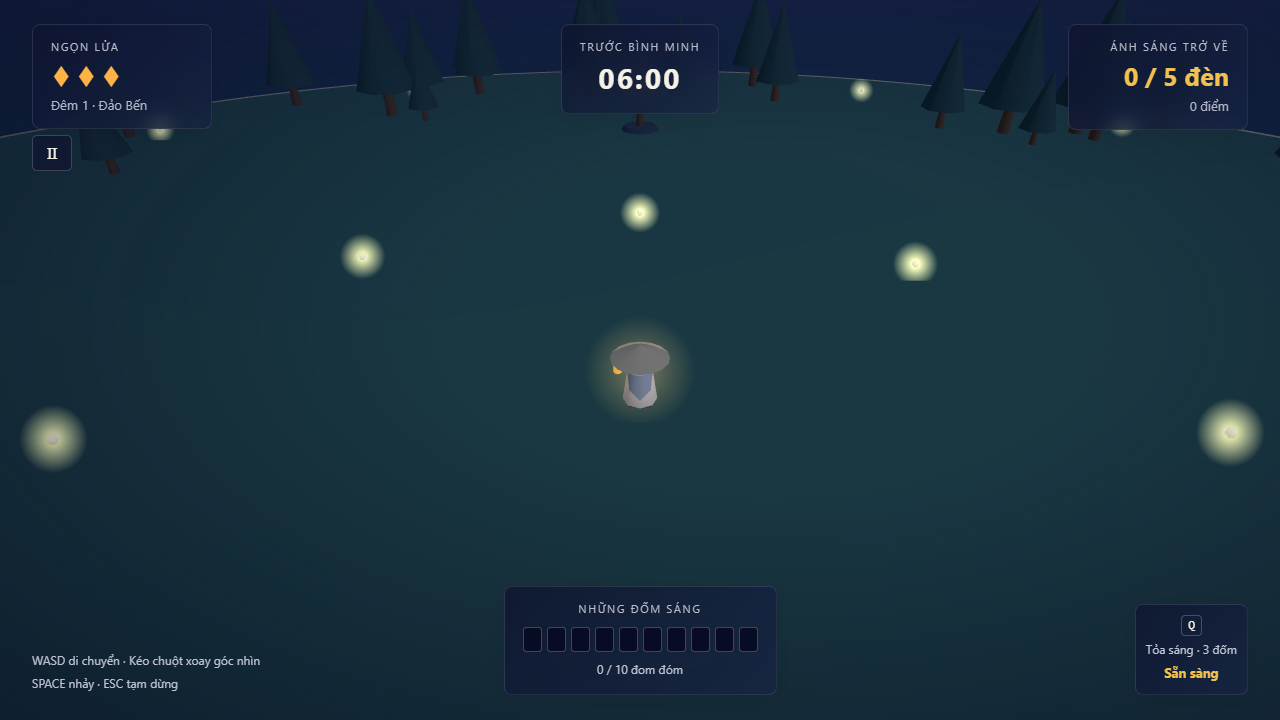 NGỌN LỬA
Đêm 1 · Đảo Bến
II
TRƯỚC BÌNH MINH
06:00
ÁNH SÁNG TRỞ VỀ
0 / 5 đèn
0 điểm
NHỮNG ĐỐM SÁNG
0 / 10 đom đóm
WASD di chuyển · Kéo chuột xoay góc nhìn
SPACE nhảy · ESC tạm dừng
Q
Tỏa sáng · 3 đốm
Sẵn sàng